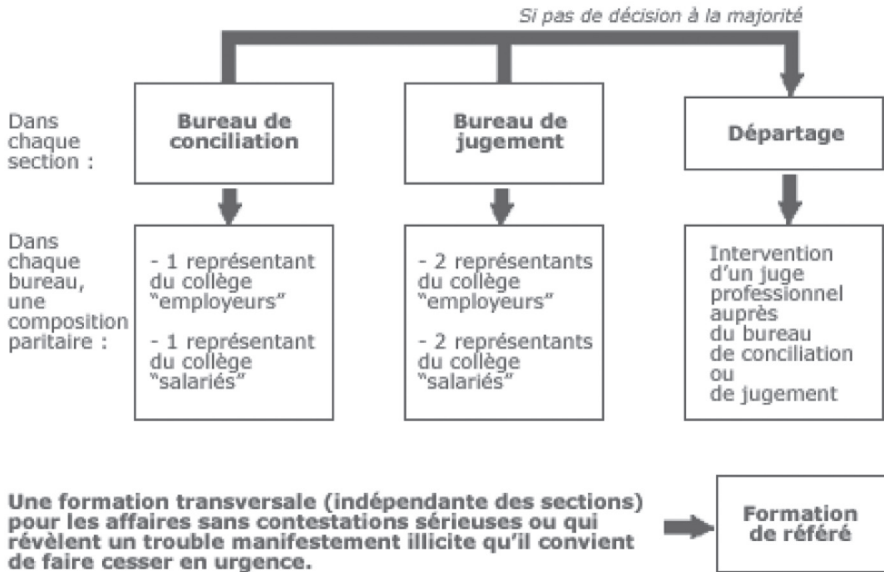 Si pas de décision à la majorité
Dans
chaque
section :
Bureau de
conciliation
Bureau de
jugement
Départage
Dans
chaque
bureau,
une
composition
paritaire :
- 1 représentant
du collège
"employeurs"
- 1 représentant
du collège
"salariés"
- 2 représentants
du collège
"employeurs"
- 2 représentants
du collège
"salariés"
Intervention
d'un juge
professionnel
auprès
du bureau
de conciliation
ou
de jugement
Une formation transversale (indépendante des sections)
pour les affaires sans contestations sérieuses ou qui
révèlent un trouble manifestement illicite qu'il convient
de faire cesser en urgence.
Formation
de référé